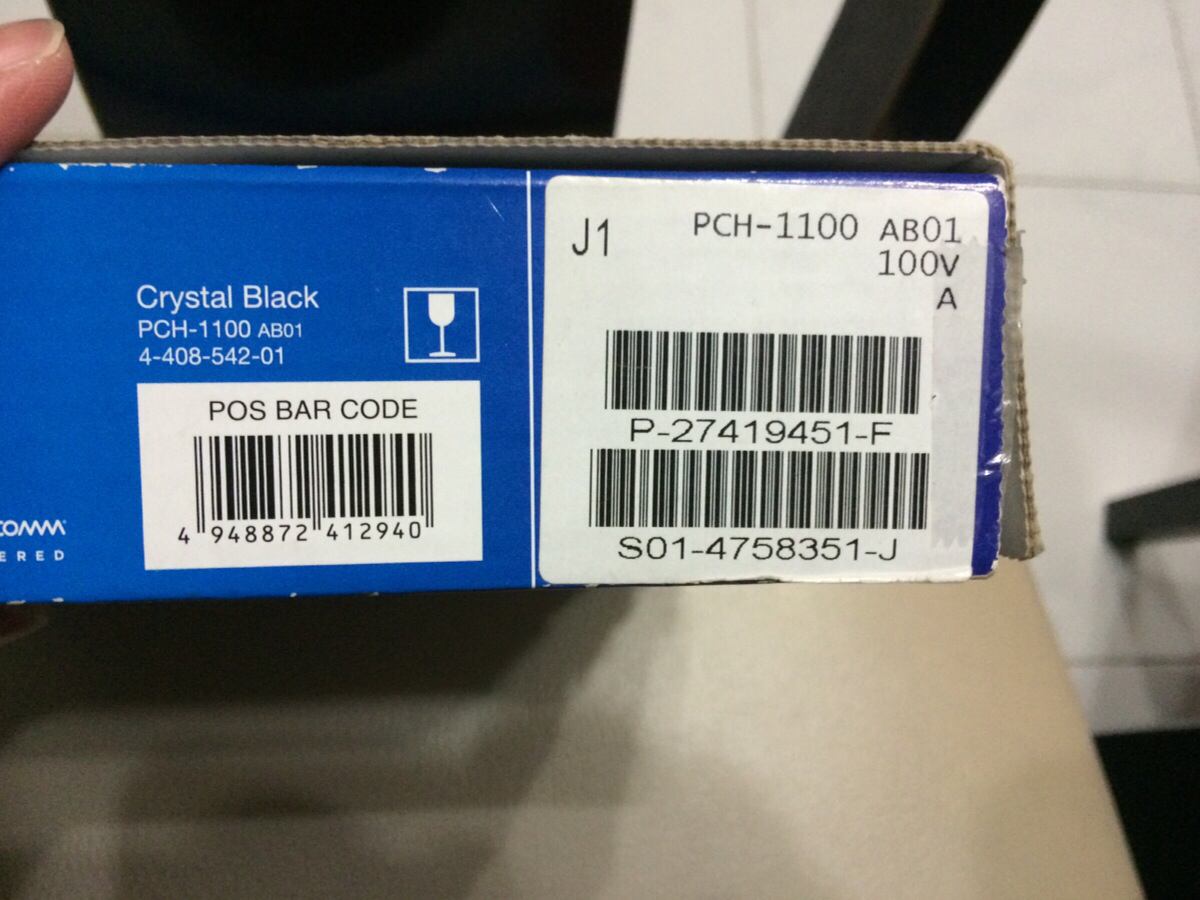 Crystal Black
PCH-1100 AB01
4-408-542-01
POS BAR CODE
4 948872 412940
J1
PCH-1100 AB01
100V
A
P-27419451-F
S01-4758351-J